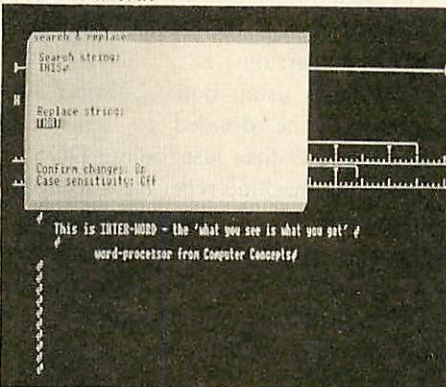 search & replace
Search string:
THIS
Replace string:
THAT
Confirm changes: On
Case sensitivity: Off
This is INTER-WORD - the 'what you see is what you get'
word-processor from Computer Concepts